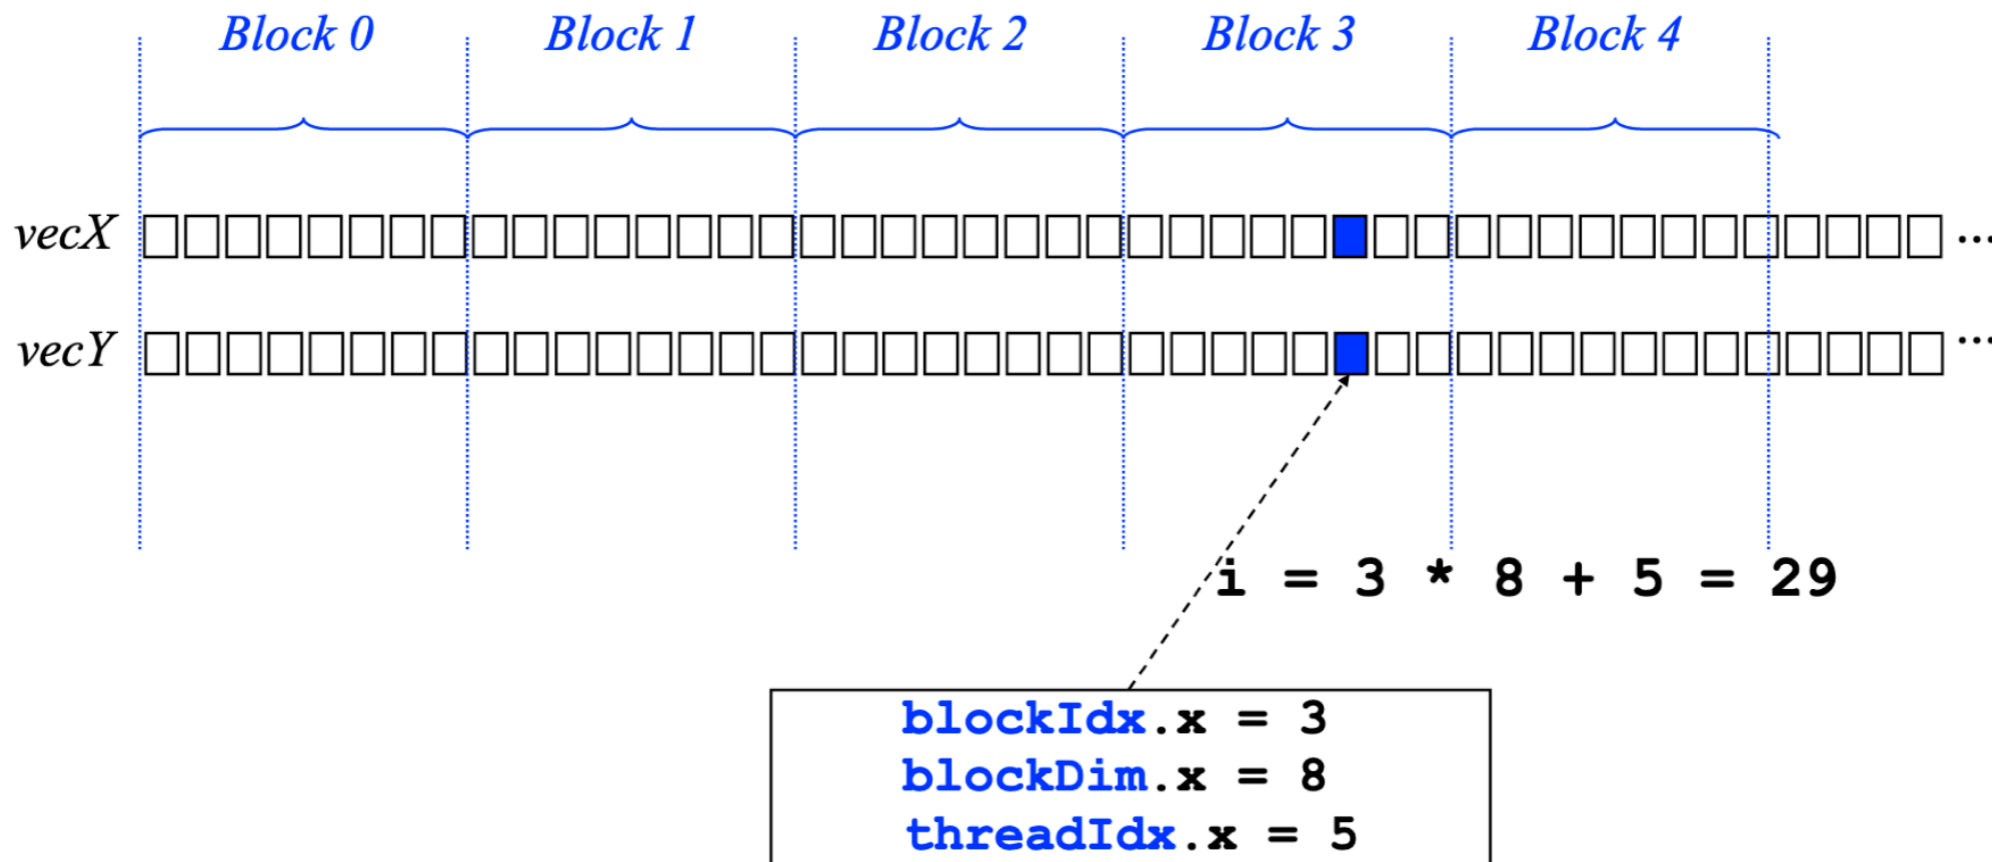 Block 0 Block 1 Block 2 Block 3 Block 4
vecX ...
vecY ...
i = 3 * 8 + 5 = 29
blockIdx.x = 3
blockDim.x = 8
threadIdx.x = 5